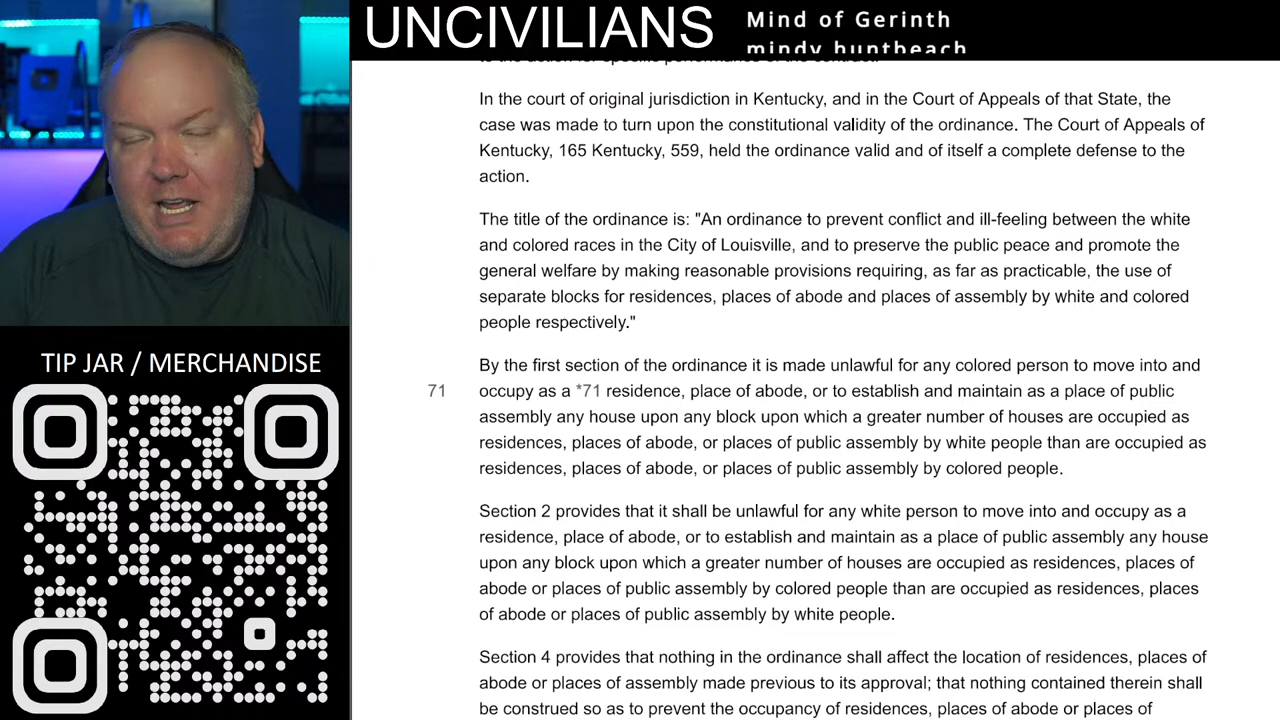 UNCIVILIANS
Mind of Gerinth
mindy huntbeach
to the action for specific performance of the contract.
In the court of original jurisdiction in Kentucky, and in the Court of Appeals of that State, the
case was made to turn upon the constitutional validity of the ordinance. The Court of Appeals of
Kentucky, 165 Kentucky, 559, held the ordinance valid and of itself a complete defense to the
action.
The title of the ordinance is: "An ordinance to prevent conflict and ill-feeling between the white
and colored races in the City of Louisville, and to preserve the public peace and promote the
general welfare by making reasonable provisions requiring, as far as practicable, the use of
separate blocks for residences, places of abode and places of assembly by white and colored
people respectively."
By the first section of the ordinance it is made unlawful for any colored person to move into and
71 occupy as a *71 residence, place of abode, or to establish and maintain as a place of public
assembly any house upon any block upon which a greater number of houses are occupied as
residences, places of abode, or places of public assembly by white people than are occupied as
residences, places of abode, or places of public assembly by colored people.
Section 2 provides that it shall be unlawful for any white person to move into and occupy as a
residence, place of abode, or to establish and maintain as a place of public assembly any house
upon any block upon which a greater number of houses are occupied as residences, places of
abode or places of public assembly by colored people than are occupied as residences, places
of abode or places of public assembly by white people.
Section 4 provides that nothing in the ordinance shall affect the location of residences, places of
abode or places of assembly made previous to its approval; that nothing contained therein shall
be construed so as to prevent the occupancy of residences, places of abode or places of
TIP JAR / MERCHANDISE